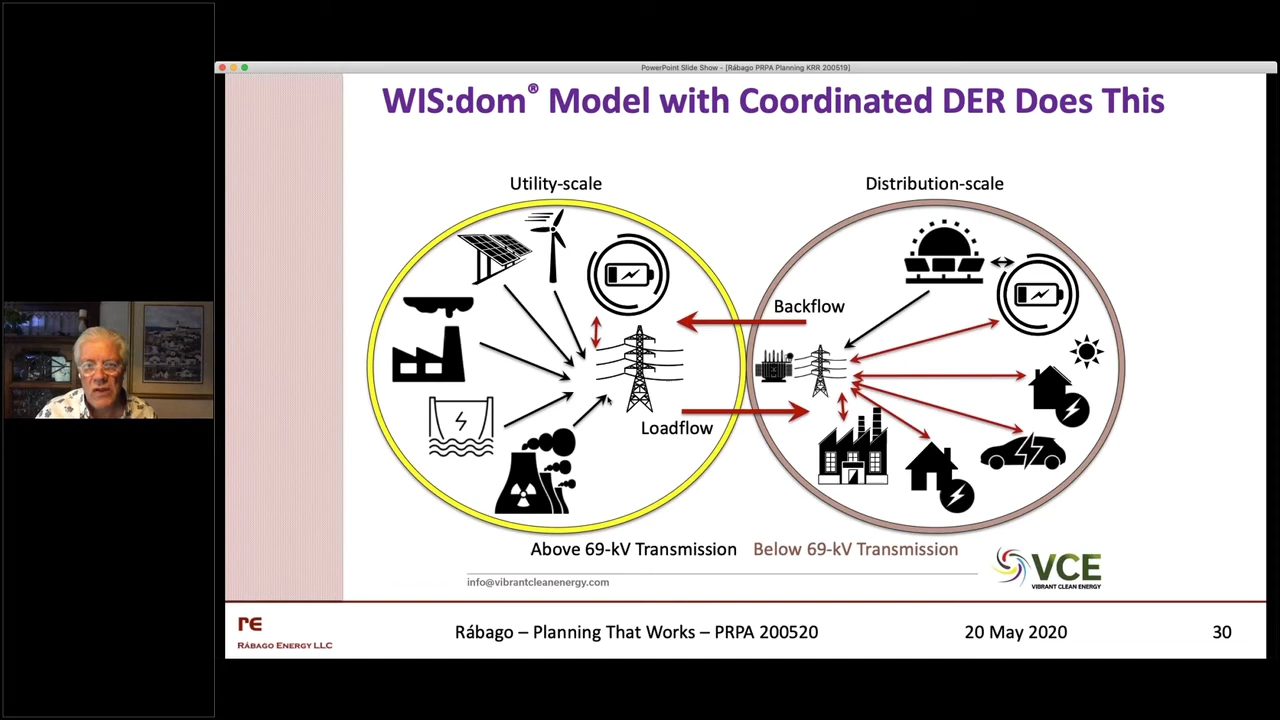 PowerPoint Slide Show - [Rábago PRPA Planning KRR 200519]
WIS:dom® Model with Coordinated DER Does This
Utility-scale
Distribution-scale
Backflow
Loadflow
Above 69-kV Transmission
Below 69-kV Transmission
info@vibrantcleanenergy.com
VCE
VIBRANT CLEAN ENERGY
re
RÁBAGO ENERGY LLC
Rábago – Planning That Works – PRPA 200520
20 May 2020
30